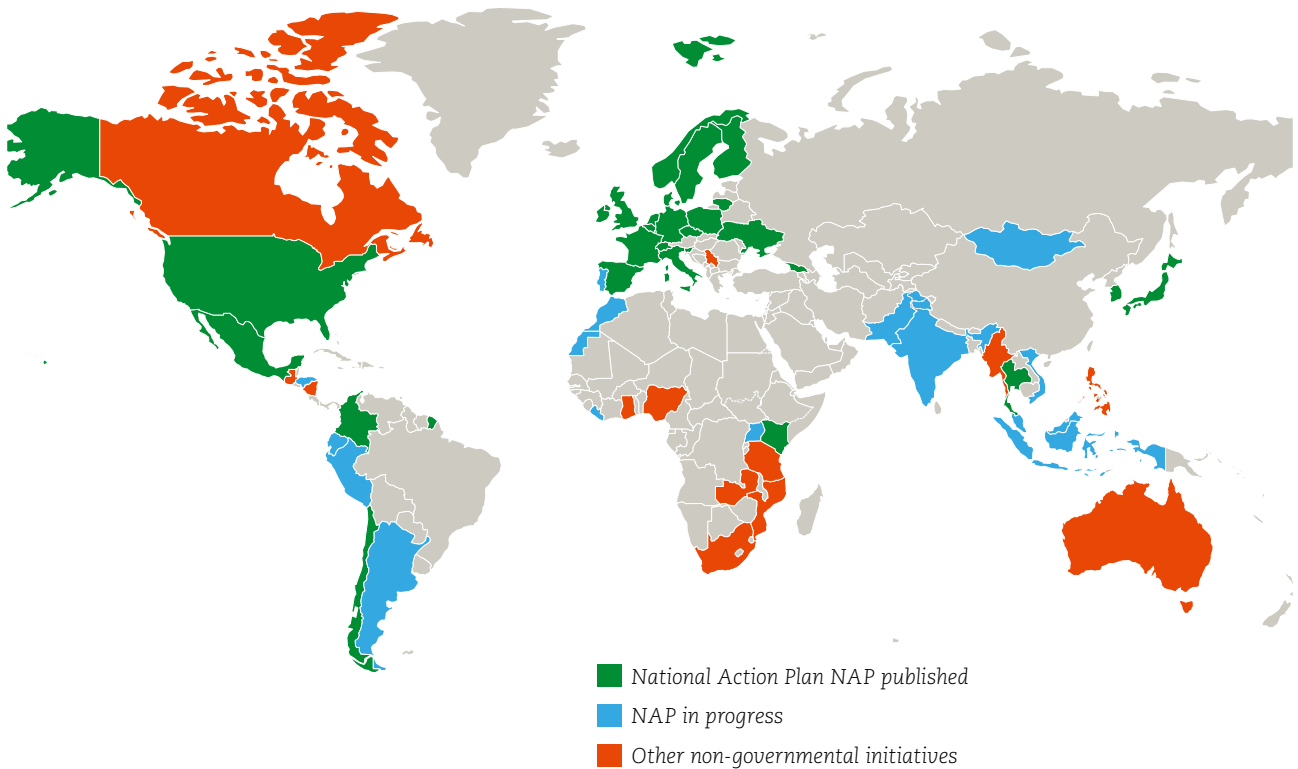 National Action Plan NAP published
NAP in progress
Other non-governmental initiatives